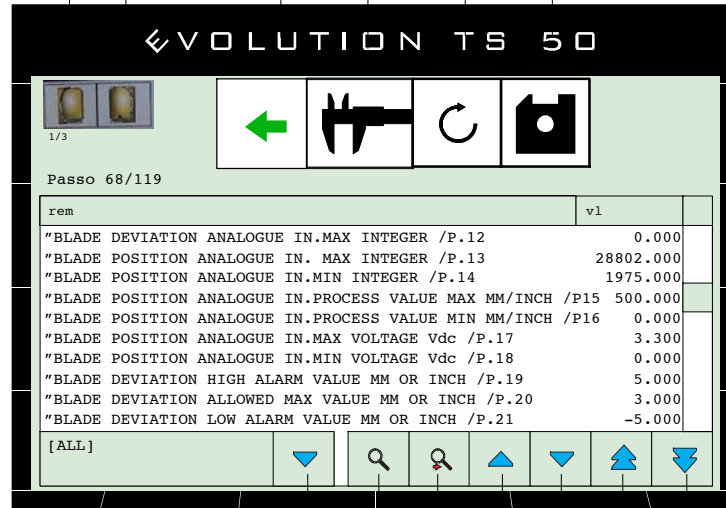 EVOLUTION TS 50
1/3
Passo 68/119
rem vl
"BLADE DEVIATION ANALOGUE IN.MAX INTEGER /P.12 0.000
"BLADE POSITION ANALOGUE IN. MAX INTEGER /P.13 28802.000
"BLADE POSITION ANALOGUE IN.MIN INTEGER /P.14 1975.000
"BLADE POSITION ANALOGUE IN.PROCESS VALUE MAX MM/INCH /P15 500.000
"BLADE POSITION ANALOGUE IN.PROCESS VALUE MIN MM/INCH /P16 0.000
"BLADE POSITION ANALOGUE IN.MAX VOLTAGE Vdc /P.17 3.300
"BLADE POSITION ANALOGUE IN.MIN VOLTAGE Vdc /P.18 0.000
"BLADE DEVIATION HIGH ALARM VALUE MM OR INCH /P.19 5.000
"BLADE DEVIATION ALLOWED MAX VALUE MM OR INCH /P.20 3.000
"BLADE DEVIATION LOW ALARM VALUE MM OR INCH /P.21 -5.000
[ALL]